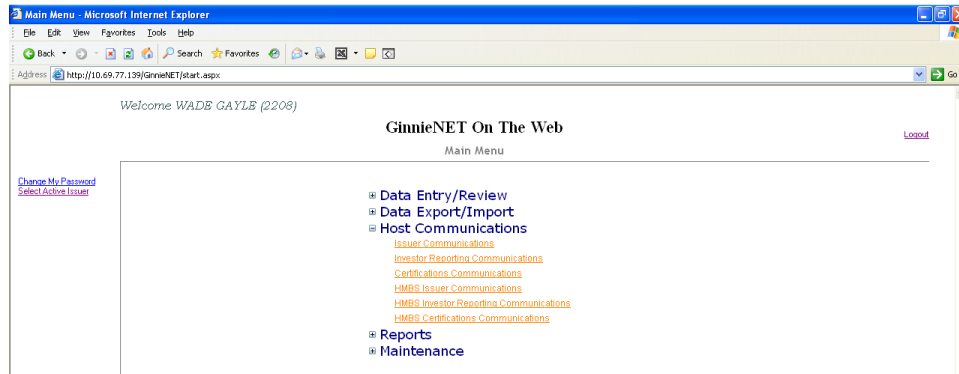 Main Menu - Microsoft Internet Explorer
File Edit View Favorites Tools Help
Back Search Favorites
Address http://10.69.77.139/GinnieNET/start.aspx Go
Welcome WADE GAYLE (2208)
GinnieNET On The Web
Logout
Main Menu
Change My Password
Select Active Issuer
Data Entry/Review
Data Export/Import
Host Communications
Issuer Communications
Investor Reporting Communications
Certifications Communications
HMBS Issuer Communications
HMBS Investor Reporting Communications
HMBS Certifications Communications
Reports
Maintenance